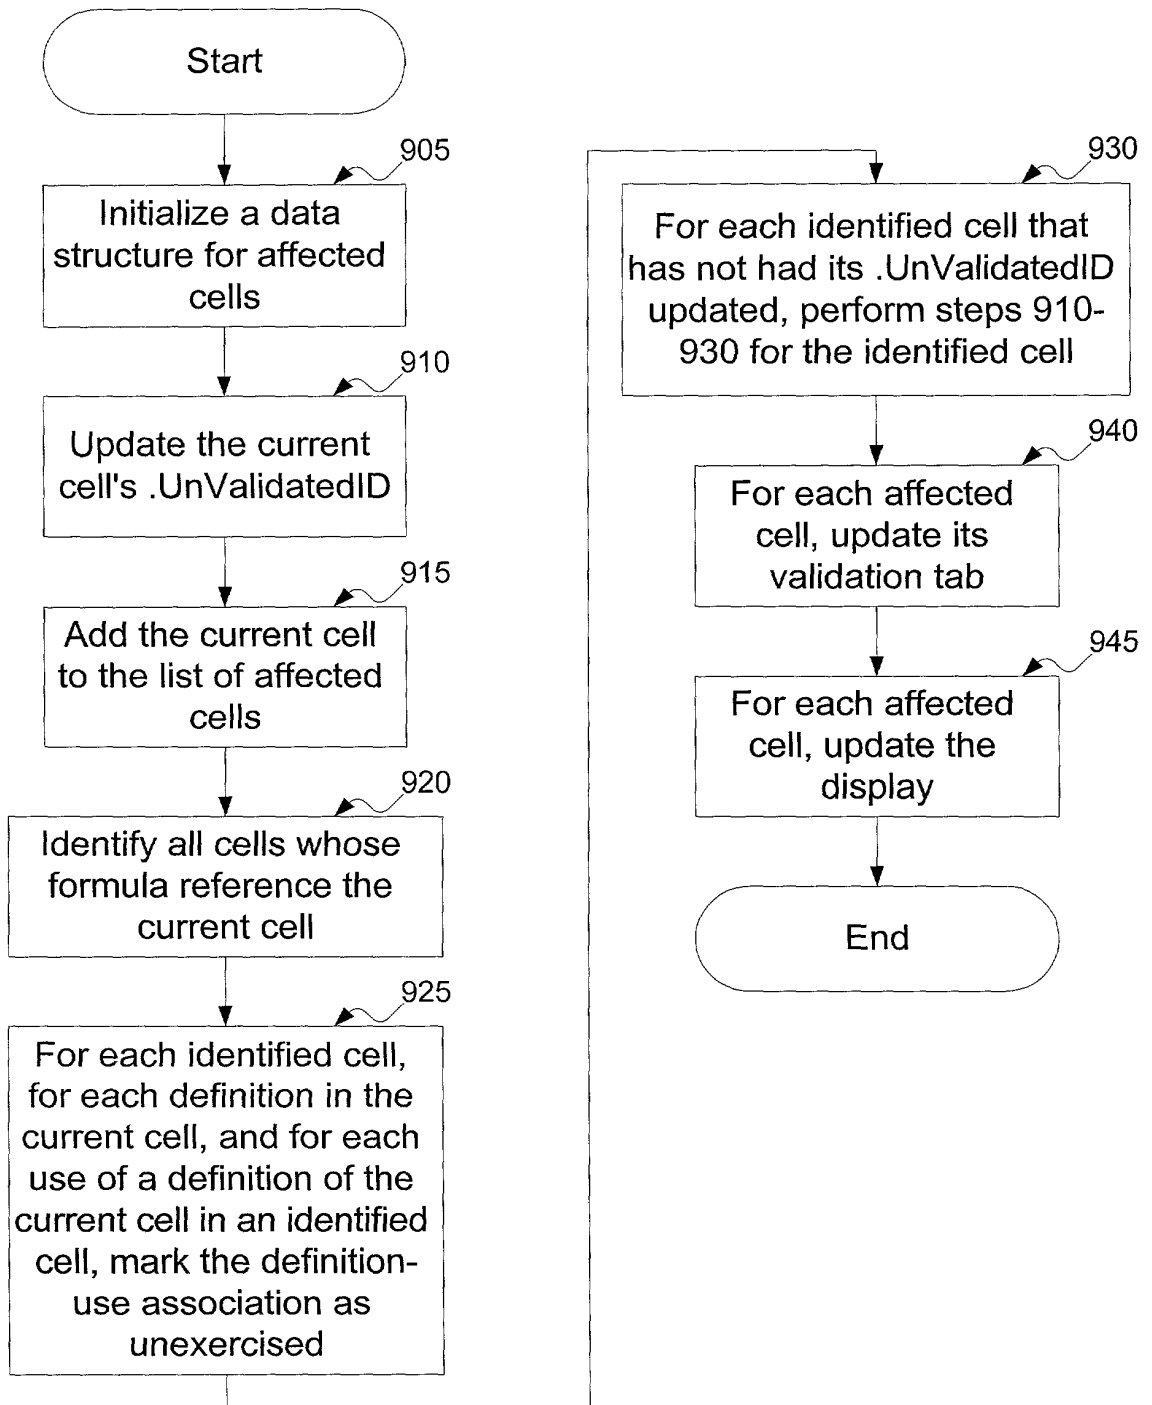 Start
905
Initialize a data
structure for affected
cells
910
Update the current
cell's .UnValidatedID
915
Add the current cell
to the list of affected
cells
920
Identify all cells whose
formula reference the
current cell
925
For each identified cell,
for each definition in the
current cell, and for each
use of a definition of the
current cell in an identified
cell, mark the definition-
use association as
unexercised
930
For each identified cell that
has not had its .UnValidatedID
updated, perform steps 910-
930 for the identified cell
940
For each affected
cell, update its
validation tab
945
For each affected
cell, update the
display
End